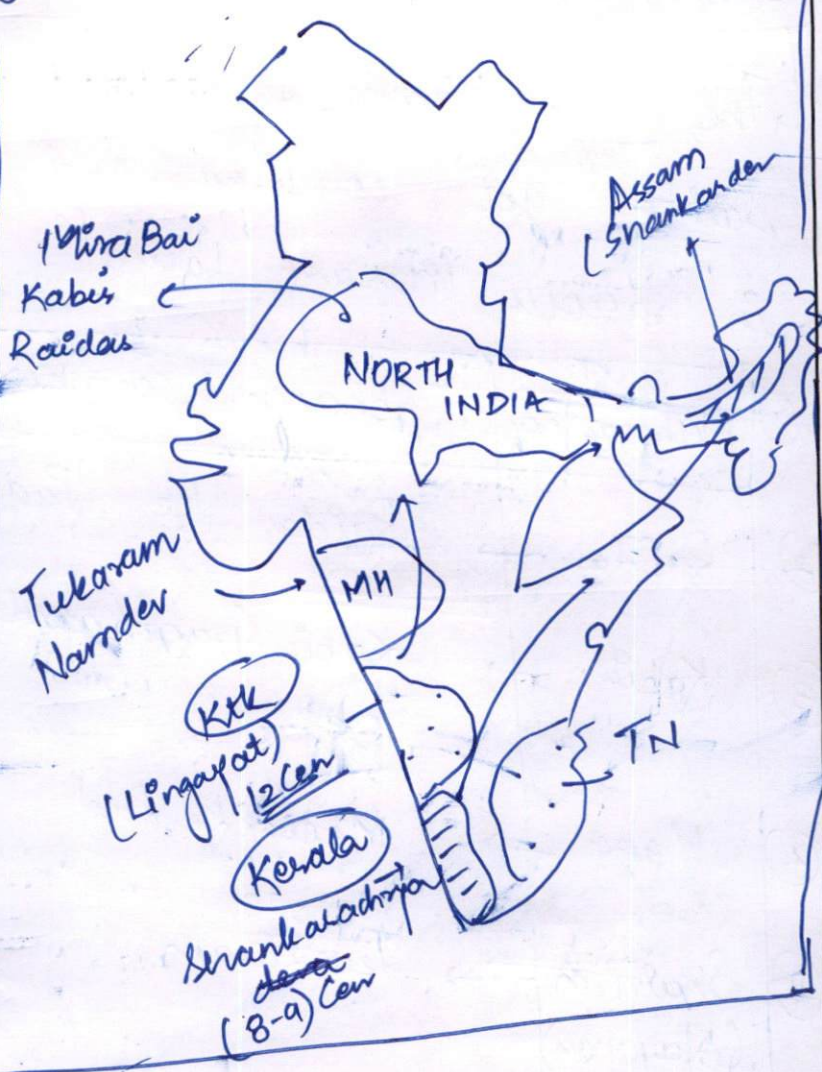 Assam
(Shankardev
Mira Bai
Kabir
Raidas
NORTH
INDIA
Tukaram
Namdev
MH
Ktk
(Lingayat)
12 Cen
TN
Kerala
Shankaracharya
deva
(8-9) Cen